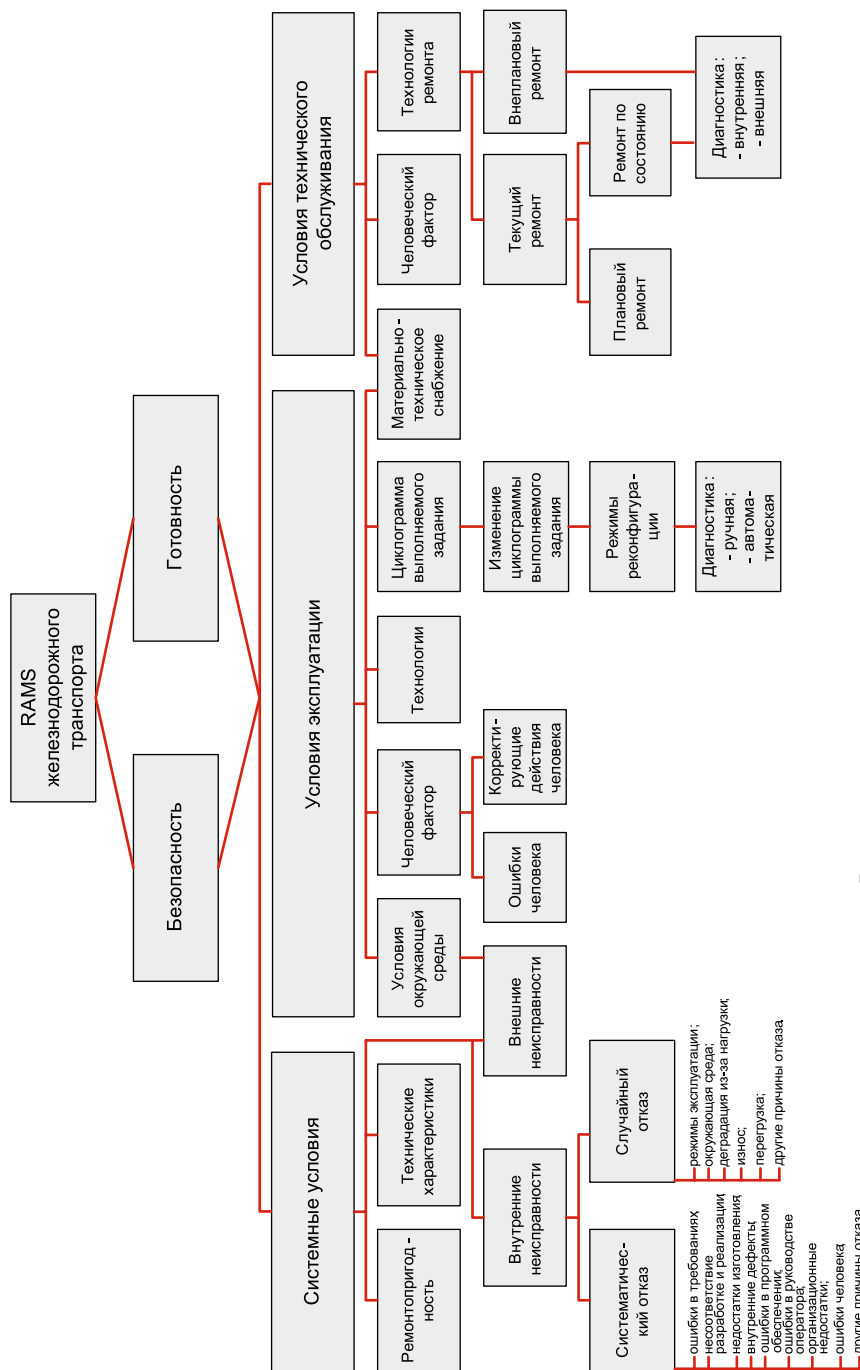 RAMS
железнодорожного
транспорта
Безопасность
Готовность
Системные условия
Условия эксплуатации
Условия технического
обслуживания
Ремонтопригод-
ность
Технические
характеристики
Условия
окружающей
среды
Человеческий
фактор
Технологии
Циклограмма
выполняемого
задания
Материально-
техническое
снабжение
Человеческий
фактор
Технологии
ремонта
Внутренние
неисправности
Внешние
неисправности
Ошибки
человека
Корректи-
рующие
действия
человека
Изменение
циклограммы
выполняемого
задания
Текущий
ремонт
Внеплановый
ремонт
Систематичес-
кий отказ
Случайный
отказ
Режимы
реконфигура-
ции
Плановый
ремонт
Ремонт по
состоянию
ошибки в требованиях;
несоответствие
разработке и реализации;
недостатки изготовления;
внутренние дефекты;
ошибки в программном
обеспечении;
ошибки в руководстве
оператора;
организационные
недостатки;
ошибки человека;
другие причины отказа
режимы эксплуатации;
окружающая среда;
деградация из-за нагрузки;
износ;
перегрузка;
другие причины отказа
Диагностика:
- ручная;
- автома-
тическая
Диагностика:
- внутренняя;
- внешняя